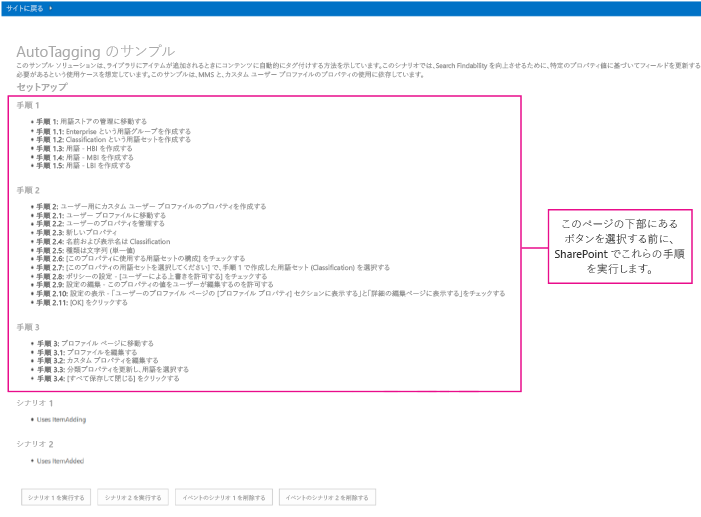 サイトに戻る
AutoTagging のサンプル
このサンプル ソリューションは、ライブラリにアイテムが追加されるときにコンテンツに自動的にタグ付けする方法を示しています。このシナリオでは、Search Findability を向上させるために、特定のプロパティ値に基づいてフィールドを更新する
必要があるという使用ケースを想定しています。このサンプルは、MMS と、カスタム ユーザー プロファイルのプロパティの使用に依存しています。
セットアップ
手順 1
• 手順 1: 用語ストアの管理に移動する
• 手順 1.1: Enterprise という用語グループを作成する
• 手順 1.2: Classification という用語セットを作成する
• 手順 1.3: 用語 - HBI を作成する
• 手順 1.4: 用語 - MBI を作成する
• 手順 1.5: 用語 - LBI を作成する
手順 2
• 手順 2: ユーザー用にカスタム ユーザー プロファイルのプロパティを作成する
• 手順 2.1: ユーザー プロファイルに移動する
• 手順 2.2: ユーザーのプロパティを管理する
• 手順 2.3: 新しいプロパティ
• 手順 2.4: 名前および表示名は Classification
• 手順 2.5: 種類は文字列 (単一値)
• 手順 2.6: [このプロパティに使用する用語セットの構成] をチェックする
• 手順 2.7: [このプロパティの用語セットを選択してください] で、手順 1 で作成した用語セット (Classification) を選択する
• 手順 2.8: ポリシーの設定 - [ユーザーによる上書きを許可する] をチェックする
• 手順 2.9: 設定の編集 - このプロパティの値をユーザーが編集するのを許可する
• 手順 2.10: 設定の表示 - 「ユーザーのプロファイル ページの [プロファイル プロパティ] セクションに表示する」と「詳細の編集ページに表示する」をチェックする
• 手順 2.11: [OK] をクリックする
手順 3
• 手順 3: プロファイル ページに移動する
• 手順 3.1: プロファイルを編集する
• 手順 3.2: カスタム プロパティを編集する
• 手順 3.3: 分類プロパティを更新し、用語を選択する
• 手順 3.4: [すべて保存して閉じる] をクリックする
このページの下部にある
ボタンを選択する前に、
SharePoint でこれらの手順
を実行します。
シナリオ 1
• Uses ItemAdding
シナリオ 2
• Uses ItemAdded
シナリオ 1 を実行する
シナリオ 2 を実行する
イベントのシナリオ 1 を削除する
イベントのシナリオ 2 を削除する